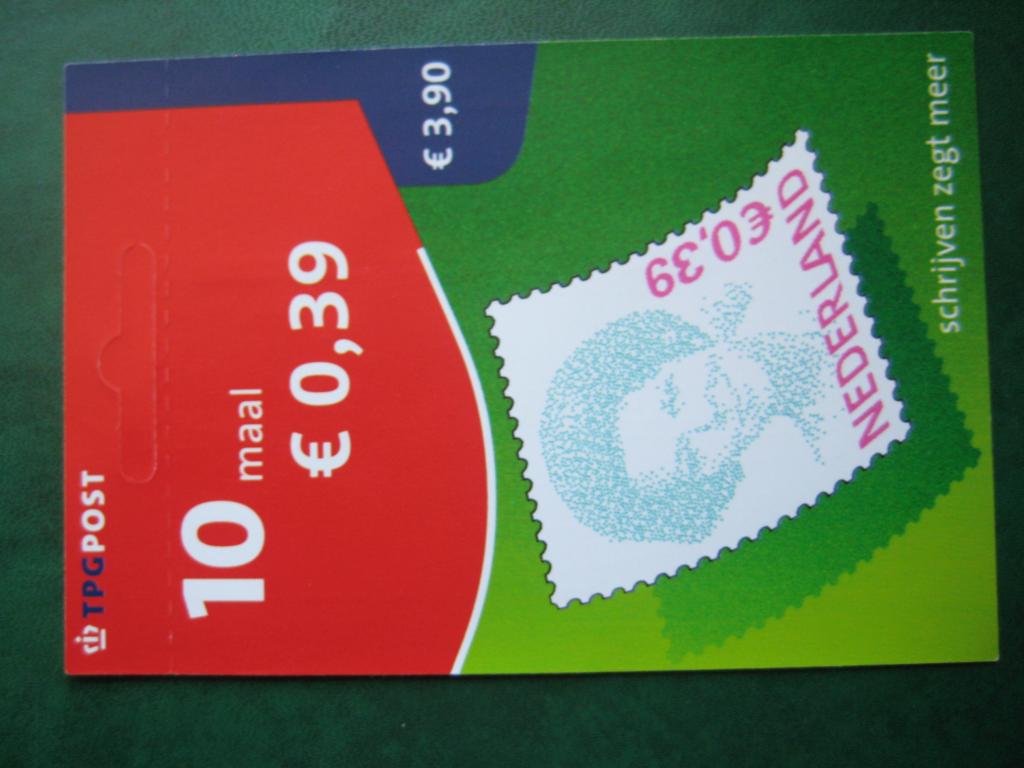 TPGPOST
10 maal
€ 0,39
€ 3,90
€0,39
NEDERLAND
schrijven zegt meer